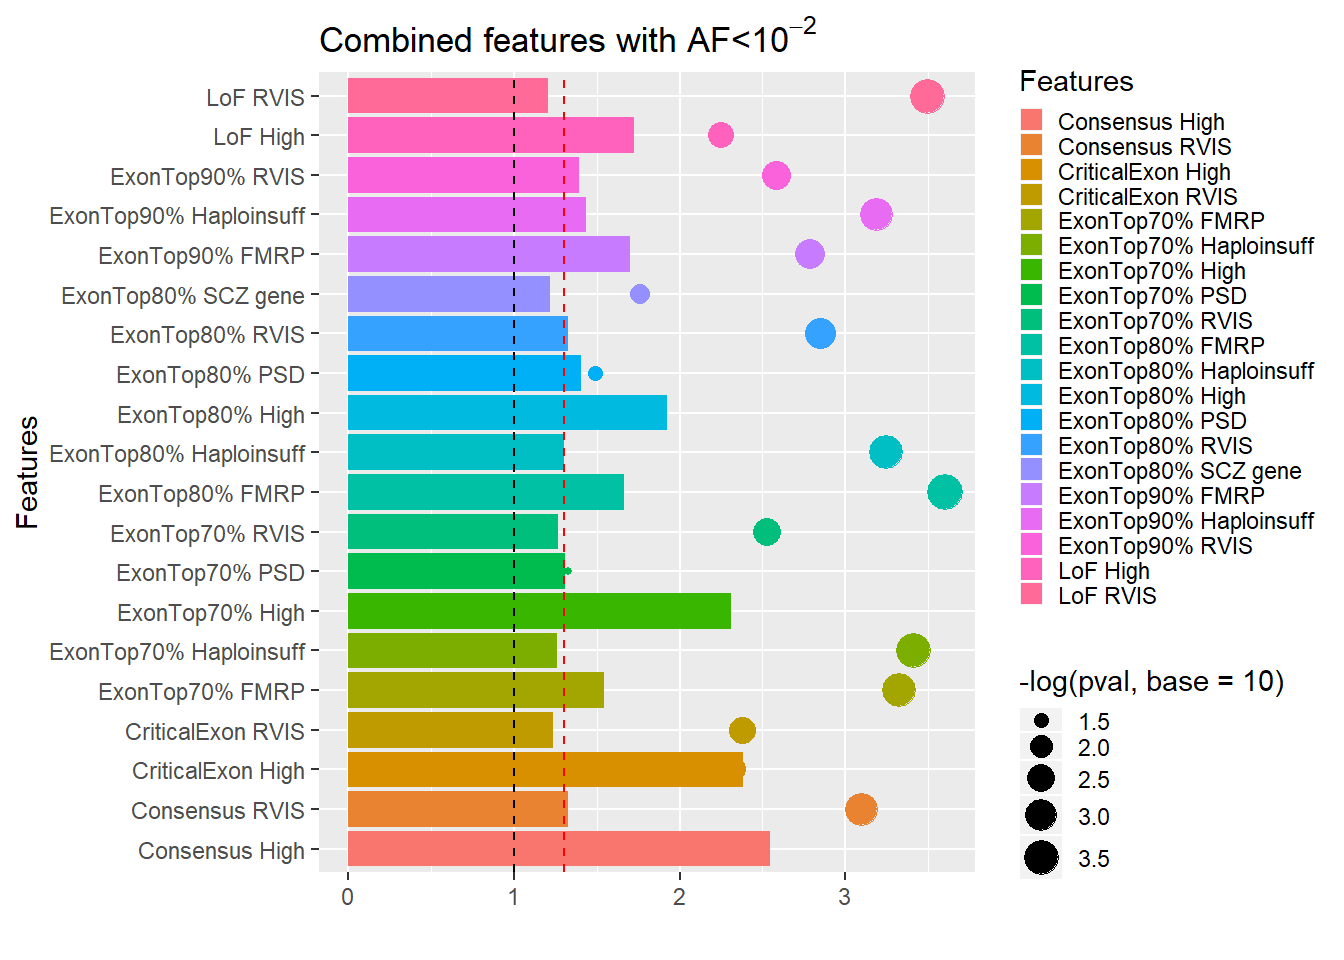 Combined features with AF<10⁻²
Features
LoF RVIS
LoF High
ExonTop90% RVIS
ExonTop90% Haploinsuff
ExonTop90% FMRP
ExonTop80% SCZ gene
ExonTop80% RVIS
ExonTop80% PSD
ExonTop80% High
ExonTop80% Haploinsuff
ExonTop80% FMRP
ExonTop70% RVIS
ExonTop70% PSD
ExonTop70% High
ExonTop70% Haploinsuff
ExonTop70% FMRP
CriticalExon RVIS
CriticalExon High
Consensus RVIS
Consensus High
0 1 2 3
Features
Consensus High
Consensus RVIS
CriticalExon High
CriticalExon RVIS
ExonTop70% FMRP
ExonTop70% Haploinsuff
ExonTop70% High
ExonTop70% PSD
ExonTop70% RVIS
ExonTop80% FMRP
ExonTop80% Haploinsuff
ExonTop80% High
ExonTop80% PSD
ExonTop80% RVIS
ExonTop80% SCZ gene
ExonTop90% FMRP
ExonTop90% Haploinsuff
ExonTop90% RVIS
LoF High
LoF RVIS
-log(pval, base = 10)
1.5
2.0
2.5
3.0
3.5